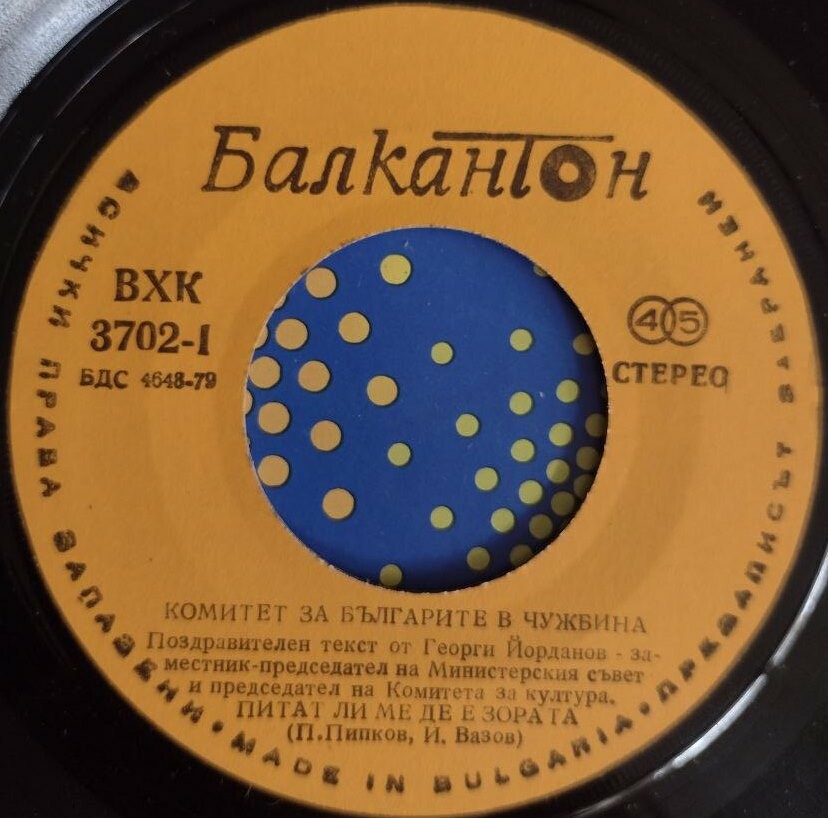 Балкантон
ВХК
3702-1
БДС 4648-79
45
СТЕРЕО
КОМИТЕТ ЗА БЪЛГАРИТЕ В ЧУЖБИНА
Поздравителен текст от Георги Йорданов - за-
местник-председател на Министерския съвет
и председател на Комитета за култура.
ПИТАТ ЛИ МЕ ДЕ Е ЗОРАТА
(П. Пипков, И. Вазов)
ВСИЧКИ ПРАВА ЗАПАЗЕНИ • MADE IN BULGARIA • ПРЕЗАПИСЪТ ЗАБРАНЕН